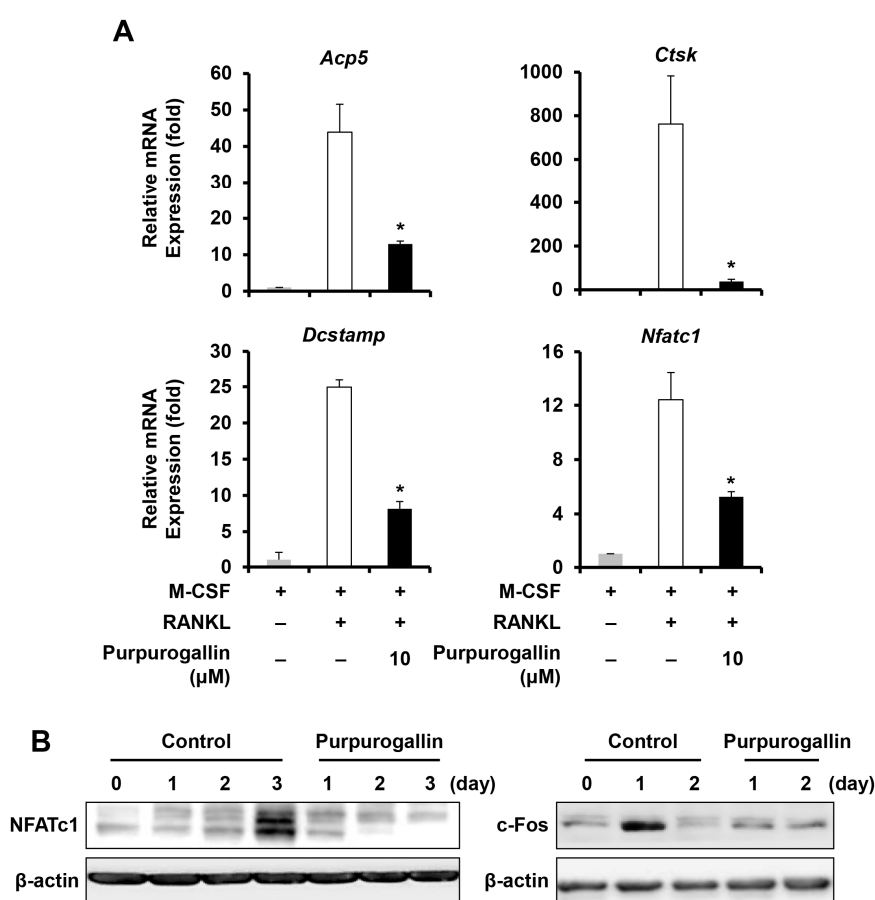 A
Acp5
Ctsk
Relative mRNA
Expression (fold)
60
50
40
30
20
10
0
*
1000
800
600
400
200
0
*
Dcstamp
Nfatc1
Relative mRNA
Expression (fold)
30
25
20
15
10
5
0
*
16
12
8
4
0
*
M-CSF + + + M-CSF + + +
RANKL – + + RANKL – + +
Purpurogallin
(µM) – – 10
Purpurogallin
(µM) – – 10
B
Control Purpurogallin
0 1 2 3 1 2 3 (day)
NFATc1
β-actin
Control Purpurogallin
0 1 2 1 2 (day)
c-Fos
β-actin